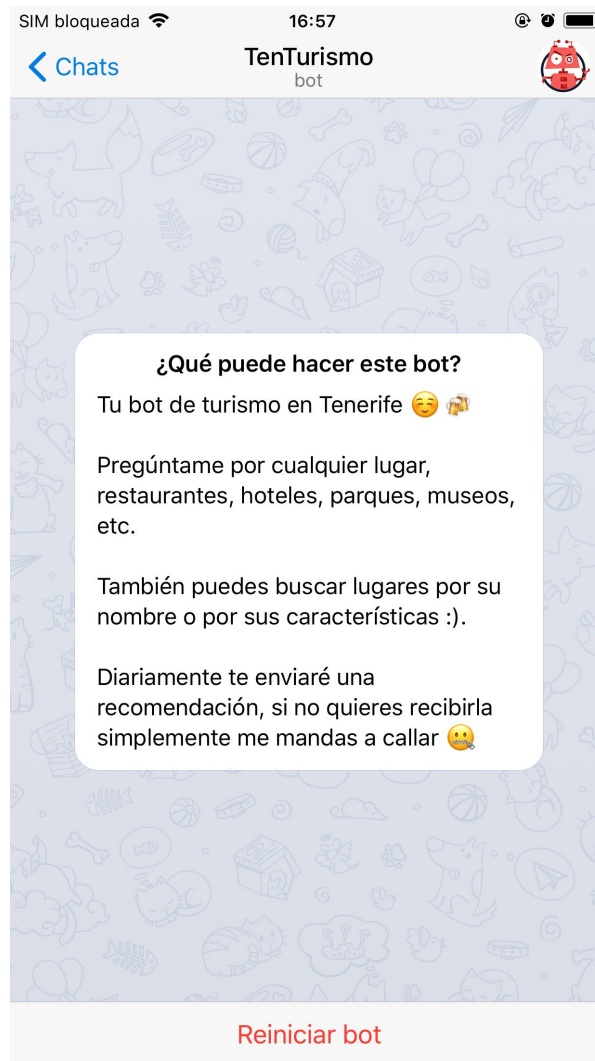 SIM bloqueada 16:57
Chats
TenTurismo
bot
¿Qué puede hacer este bot?
Tu bot de turismo en Tenerife ☺️ 🍻
Pregúntame por cualquier lugar,
restaurantes, hoteles, parques, museos,
etc.
También puedes buscar lugares por su
nombre o por sus características :).
Diariamente te enviaré una
recomendación, si no quieres recibirla
simplemente me mandas a callar 🤐
Reiniciar bot